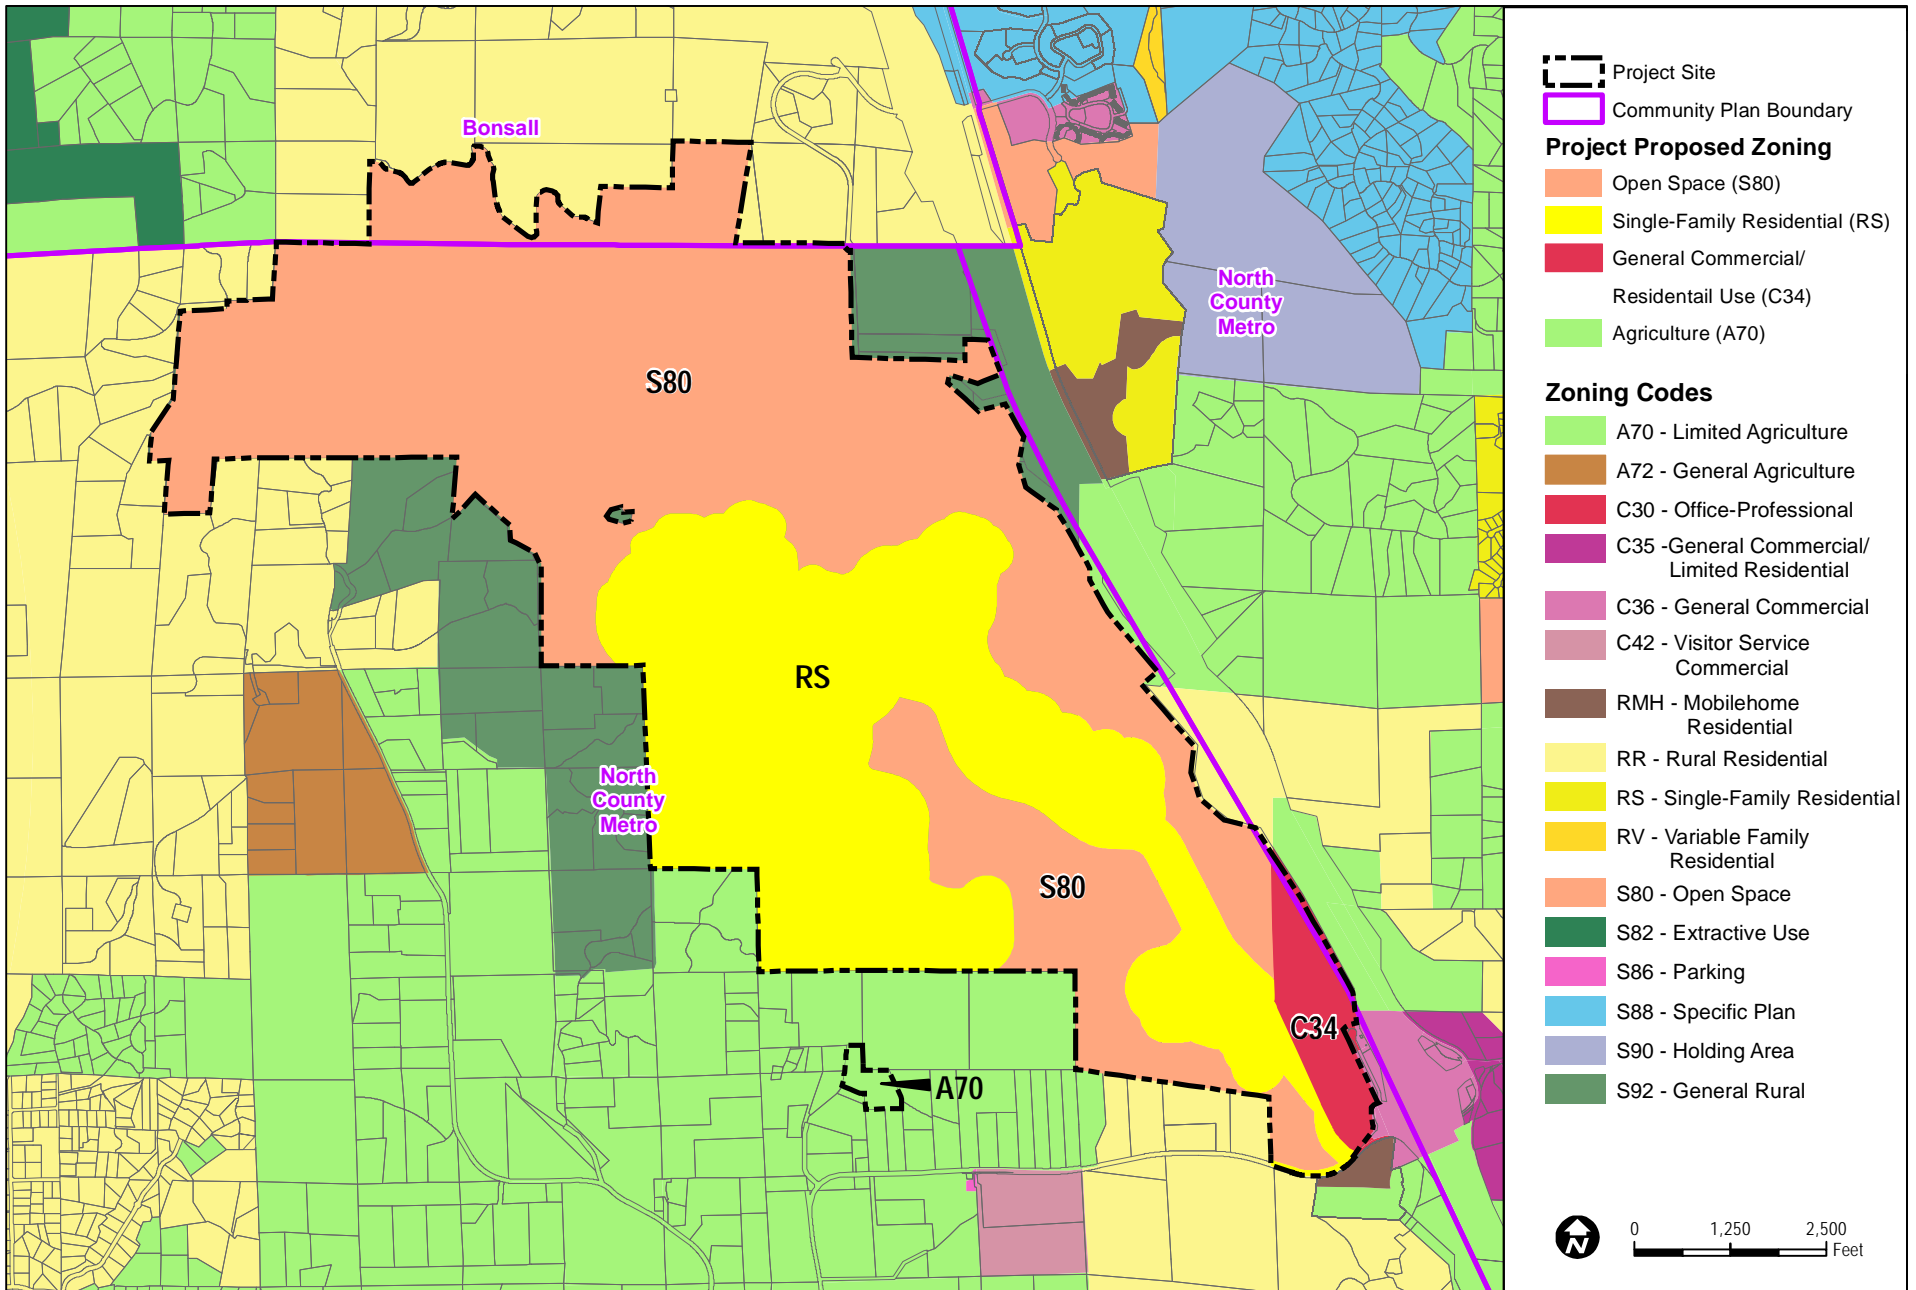 Bonsall
North
County
Metro
S80
RS
North
County
Metro
S80
C34
A70
Project Site
Community Plan Boundary
Project Proposed Zoning
Open Space (S80)
Single-Family Residential (RS)
General Commercial/
Residentail Use (C34)
Agriculture (A70)
Zoning Codes
A70 - Limited Agriculture
A72 - General Agriculture
C30 - Office-Professional
C35 -General Commercial/
Limited Residential
C36 - General Commercial
C42 - Visitor Service
Commercial
RMH - Mobilehome
Residential
RR - Rural Residential
RS - Single-Family Residential
RV - Variable Family
Residential
S80 - Open Space
S82 - Extractive Use
S86 - Parking
S88 - Specific Plan
S90 - Holding Area
S92 - General Rural
N
0 1,250 2,500
Feet